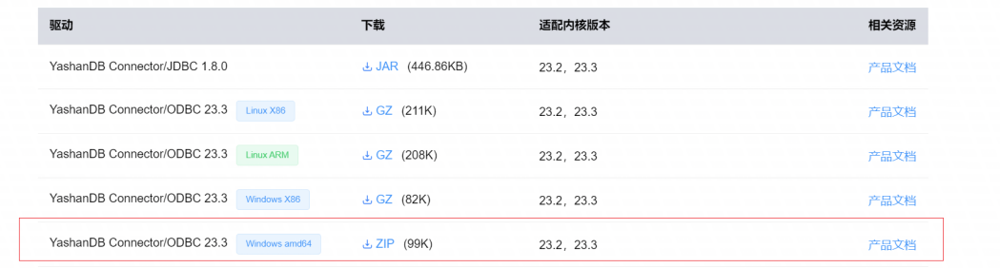 驱动 下载 适配内核版本 相关资源
YashanDB Connector/JDBC 1.8.0 JAR (446.86KB) 23.2，23.3 产品文档
YashanDB Connector/ODBC 23.3 Linux X86 GZ (211K) 23.2，23.3 产品文档
YashanDB Connector/ODBC 23.3 Linux ARM GZ (208K) 23.2，23.3 产品文档
YashanDB Connector/ODBC 23.3 Windows X86 GZ (82K) 23.2，23.3 产品文档
YashanDB Connector/ODBC 23.3 Windows amd64 ZIP (99K) 23.2，23.3 产品文档